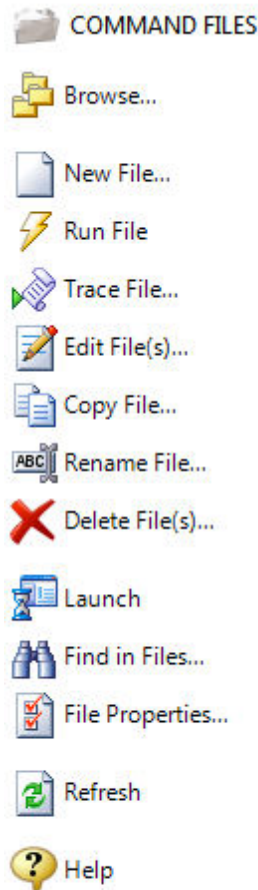 COMMAND FILES
Browse...
New File...
Run File
Trace File...
Edit File(s)...
Copy File...
ABC Rename File...
Delete File(s)...
Launch
Find in Files...
File Properties...
Refresh
? Help